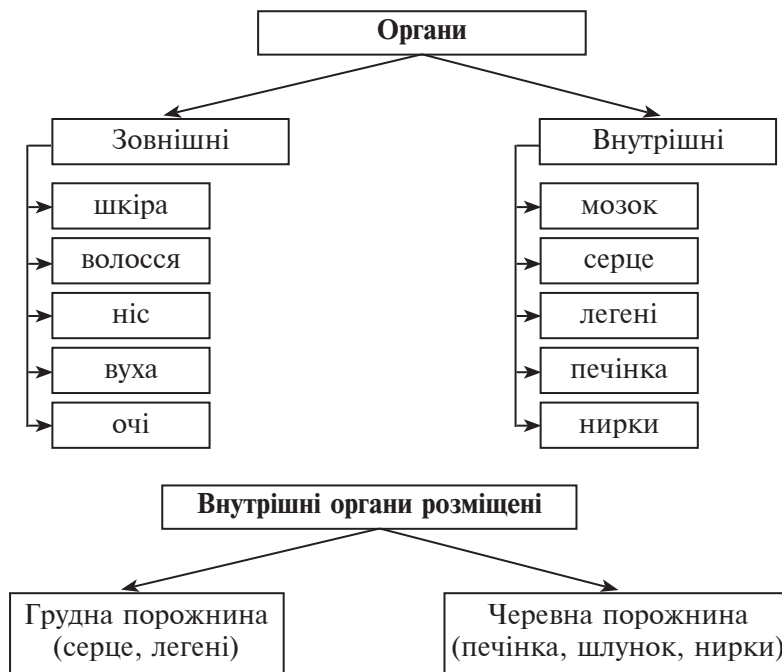 Органи
Зовнішні
Внутрішні
шкіра
мозок
волосся
серце
ніс
легені
вуха
печінка
очі
нирки
Внутрішні органи розміщені
Грудна порожнина
(серце, легені)
Черевна порожнина
(печінка, шлунок, нирки)